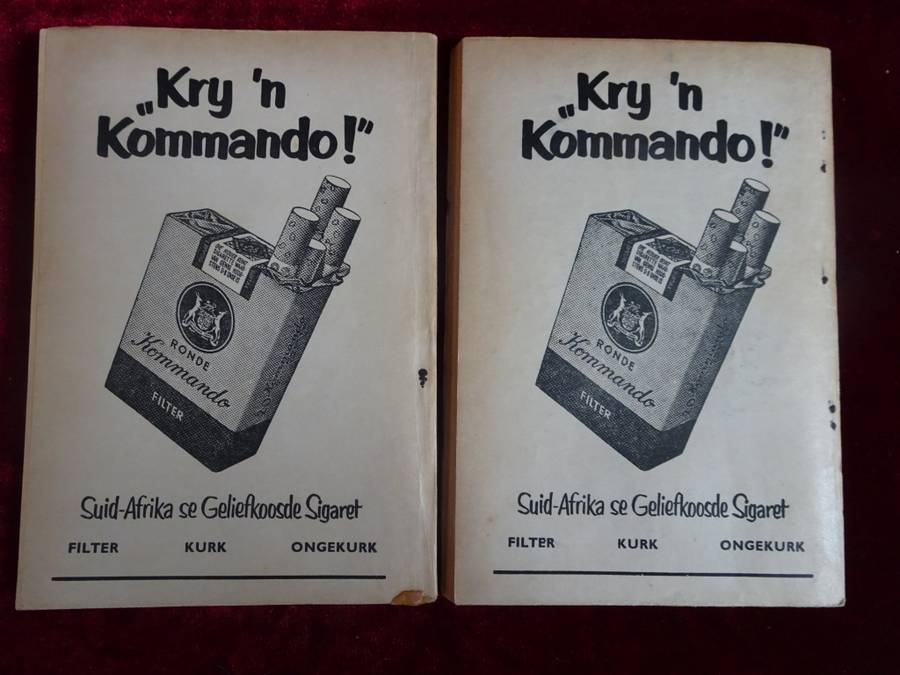 „Kry 'n
Kommando!”
RONDE
Kommando
FILTER
Suid-Afrika se Geliefkoosde Sigaret
FILTER KURK ONGEKURK
„Kry 'n
Kommando!”
RONDE
Kommando
FILTER
Suid-Afrika se Geliefkoosde Sigaret
FILTER KURK ONGEKURK